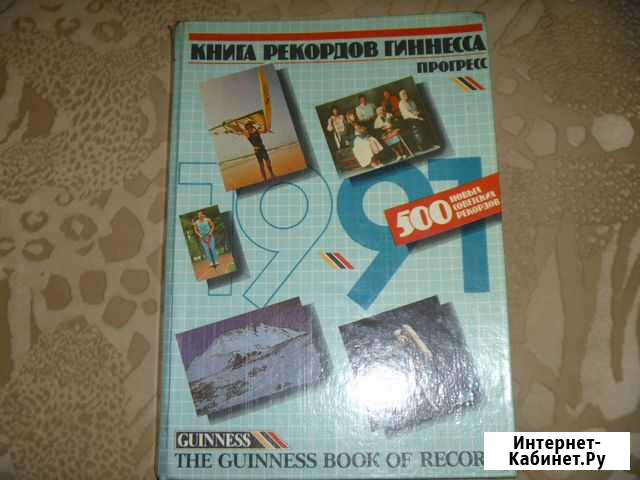 КНИГА РЕКОРДОВ ГИННЕССА
ПРОГРЕСС
1991
500
НОВЫХ
СОВЕТСКИХ
РЕКОРДОВ
GUINNESS
THE GUINNESS BOOK OF RECOR
Интернет-
Кабинет.Ру